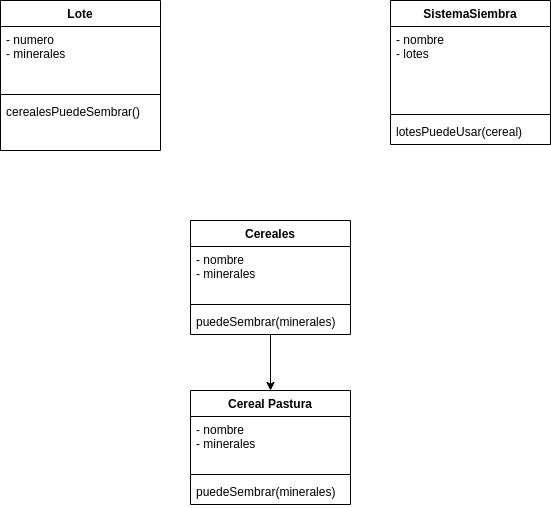 Lote
- numero
- minerales
cerealesPuedeSembrar()
SistemaSiembra
- nombre
- lotes
lotesPuedeUsar(cereal)
Cereales
- nombre
- minerales
puedeSembrar(minerales)
Cereal Pastura
- nombre
- minerales
puedeSembrar(minerales)